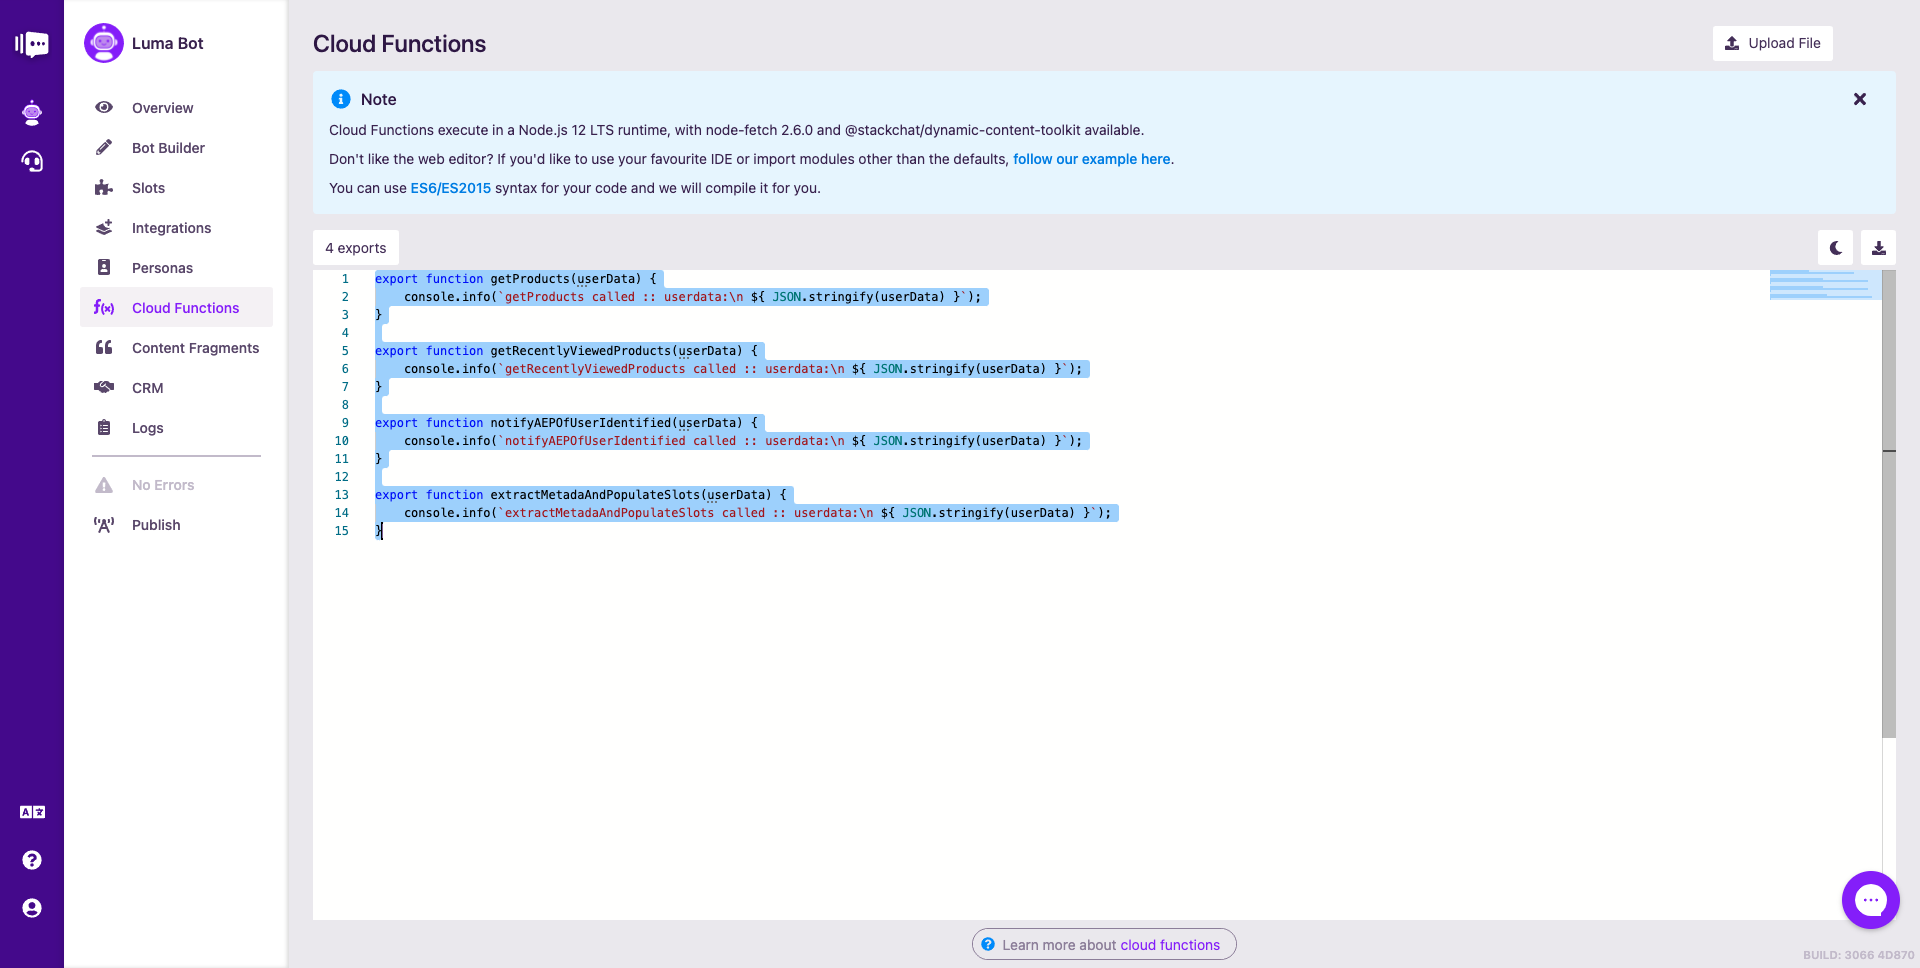 Luma Bot
Overview
Bot Builder
Slots
Integrations
Personas
Cloud Functions
Content Fragments
CRM
Logs
No Errors
Publish
Cloud Functions
Upload File
Note
Cloud Functions execute in a Node.js 12 LTS runtime, with node-fetch 2.6.0 and @stackchat/dynamic-content-toolkit available.
Don't like the web editor? If you'd like to use your favourite IDE or import modules other than the defaults, follow our example here.
You can use ES6/ES2015 syntax for your code and we will compile it for you.
4 exports
1 export function getProducts(userData) {
2     console.info(`getProducts called :: userdata:\n ${ JSON.stringify(userData) }`);
3 }
4
5 export function getRecentlyViewedProducts(userData) {
6     console.info(`getRecentlyViewedProducts called :: userdata:\n ${ JSON.stringify(userData) }`);
7 }
8
9 export function notifyAEPOfUserIdentified(userData) {
10     console.info(`notifyAEPOfUserIdentified called :: userdata:\n ${ JSON.stringify(userData) }`);
11 }
12
13 export function extractMetadaAndPopulateSlots(userData) {
14     console.info(`extractMetadaAndPopulateSlots called :: userdata:\n ${ JSON.stringify(userData) }`);
15 }
Learn more about cloud functions
BUILD: 3066 4D870